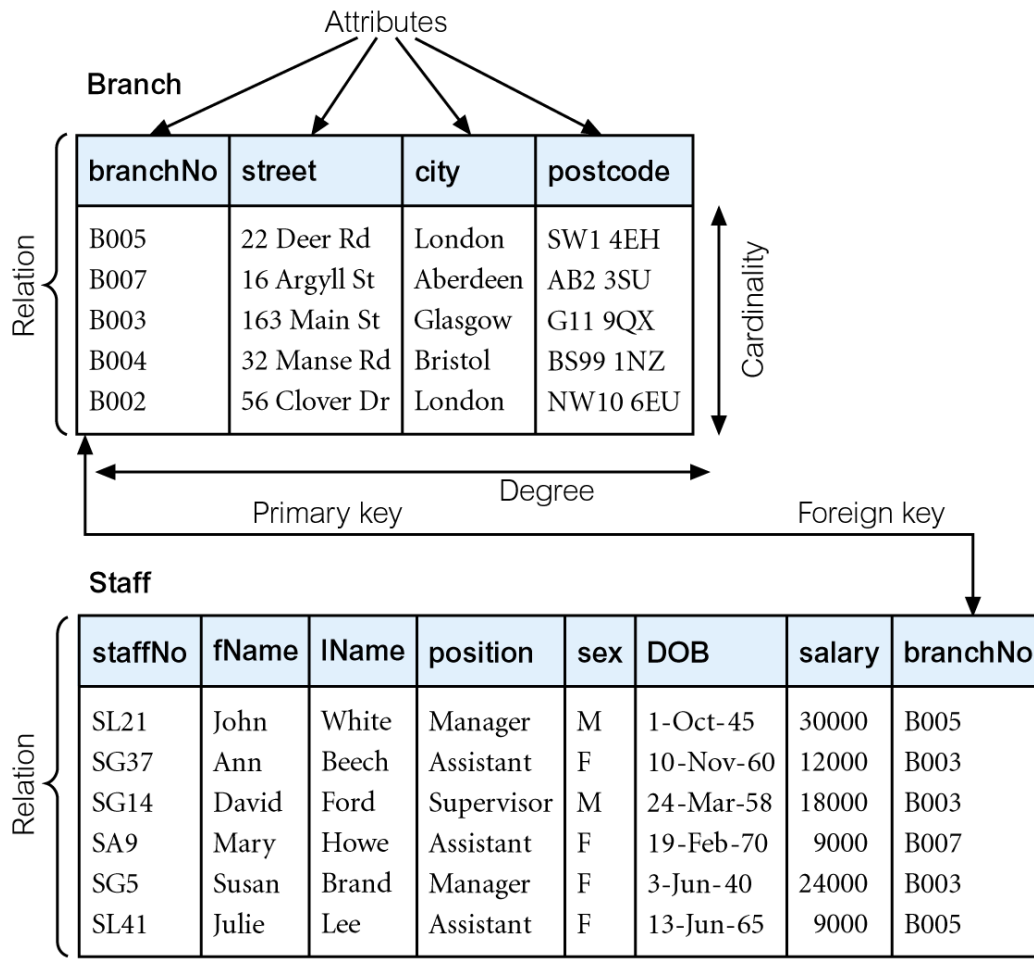 Attributes
Branch
branchNo street city postcode
B005 22 Deer Rd London SW1 4EH
B007 16 Argyll St Aberdeen AB2 3SU
B003 163 Main St Glasgow G11 9QX
B004 32 Manse Rd Bristol BS99 1NZ
B002 56 Clover Dr London NW10 6EU
Relation
Cardinality
Degree
Primary key Foreign key
Staff
staffNo fName lName position sex DOB salary branchNo
SL21 John White Manager M 1-Oct-45 30000 B005
SG37 Ann Beech Assistant F 10-Nov-60 12000 B003
SG14 David Ford Supervisor M 24-Mar-58 18000 B003
SA9 Mary Howe Assistant F 19-Feb-70 9000 B007
SG5 Susan Brand Manager F 3-Jun-40 24000 B003
SL41 Julie Lee Assistant F 13-Jun-65 9000 B005
Relation